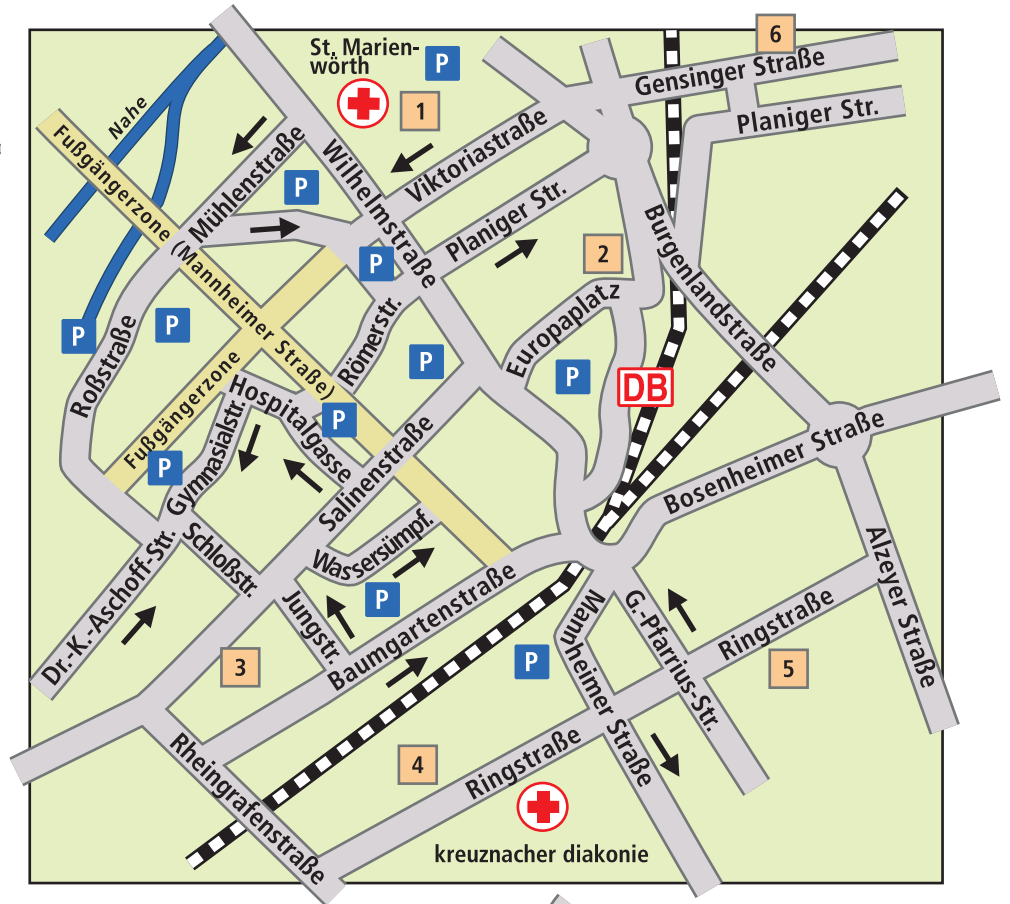 6
St. Marien-
wörth
P
Gensinger Straße
1
Nahe
Planiger Str.
Fußgängerzone
(Mannheimer Straße)
Mühlenstraße
Wilhelmstraße
Viktoriastraße
P
Planiger Str.
Burgenlandstraße
2
P
Europaplatz
P
P
Roßstraße
Römerstr.
P
P
DB
Fußgängerzone
Hospitalgasse
P
Gymnasialstr.
Salinenstraße
Bosenheimer Straße
P
Schloßstr.
Wassersümpf.
Dr.-K.-Aschoff-Str.
Alzeyer Straße
Jungstr.
P
Baumgartenstraße
Mannheimer Straße
G.-Pfarrius-Str.
Ringstraße
P
3
5
Rheingrafenstraße
4
Ringstraße
kreuznacher diakonie